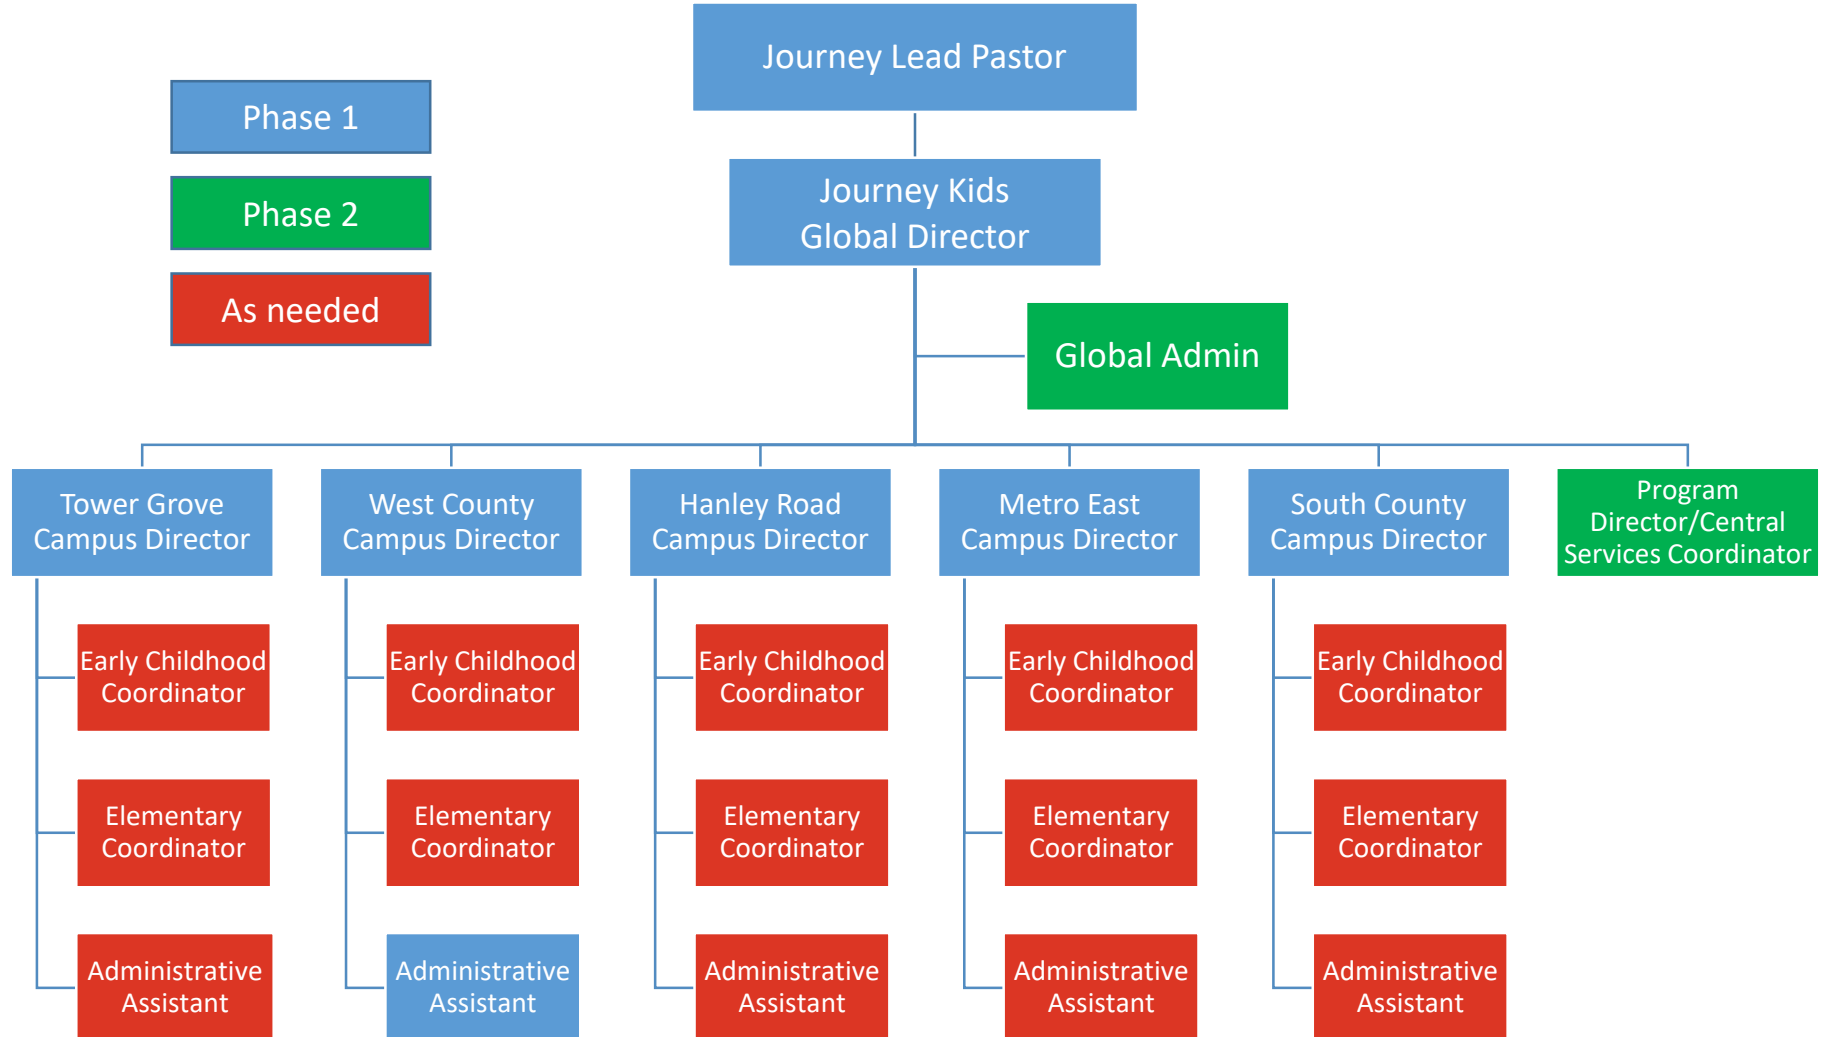 Journey Lead Pastor
Phase 1
Journey Kids
Global Director
Phase 2
As needed
Global Admin
Tower Grove
Campus Director
West County
Campus Director
Hanley Road
Campus Director
Metro East
Campus Director
South County
Campus Director
Program
Director/Central
Services Coordinator
Early Childhood
Coordinator
Early Childhood
Coordinator
Early Childhood
Coordinator
Early Childhood
Coordinator
Early Childhood
Coordinator
Elementary
Coordinator
Elementary
Coordinator
Elementary
Coordinator
Elementary
Coordinator
Elementary
Coordinator
Administrative
Assistant
Administrative
Assistant
Administrative
Assistant
Administrative
Assistant
Administrative
Assistant